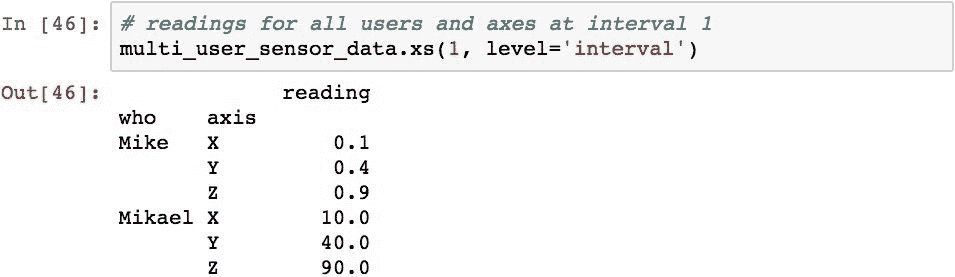 In [46]: # readings for all users and axes at interval 1
multi_user_sensor_data.xs(1, level='interval')
Out[46]: reading
who axis
Mike X 0.1
Y 0.4
Z 0.9
Mikael X 10.0
Y 40.0
Z 90.0